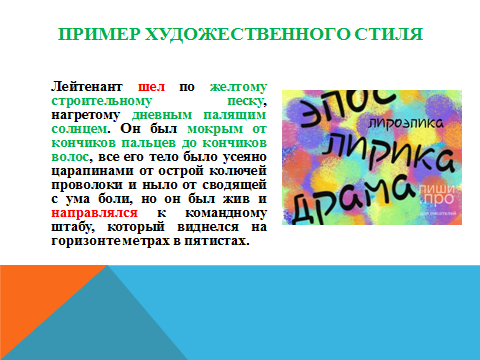 ПРИМЕР ХУДОЖЕСТВЕННОГО СТИЛЯ
Лейтенант шел по желтому
строительному песку,
нагретому дневным палящим
солнцем. Он был мокрым от
кончиков пальцев до кончиков
волос, все его тело было усеяно
царапинами от острой колючей
проволоки и ныло от сводящей
с ума боли, но он был жив и
направлялся к командному
штабу, который виднелся на
горизонте метрах в пятистах.
ЭПОС
ЛИРОЭПИКА
ЛИРИКА
ДРАМА
пиши
.про